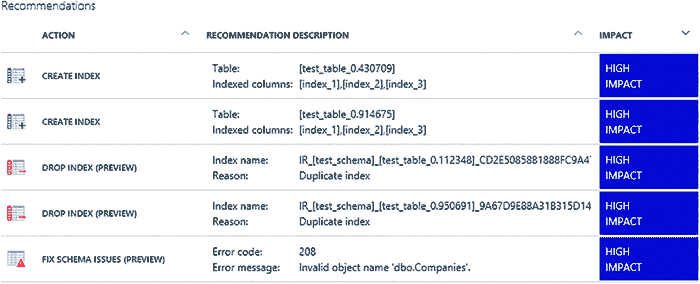 Recommendations
ACTION RECOMMENDATION DESCRIPTION IMPACT
CREATE INDEX Table: [test_table_0.430709] HIGH
Indexed columns: [index_1],[index_2],[index_3] IMPACT
CREATE INDEX Table: [test_table_0.914675] HIGH
Indexed columns: [index_1],[index_2],[index_3] IMPACT
DROP INDEX (PREVIEW) Index name: IR_[test_schema]_[test_table_0.112348]_CD2E5085881888FC9A47 HIGH
Reason: Duplicate index IMPACT
DROP INDEX (PREVIEW) Index name: IR_[test_schema]_[test_table_0.950691]_9A67D9E88A31B315D14 HIGH
Reason: Duplicate index IMPACT
FIX SCHEMA ISSUES (PREVIEW) Error code: 208 HIGH
Error message: Invalid object name 'dbo.Companies'. IMPACT